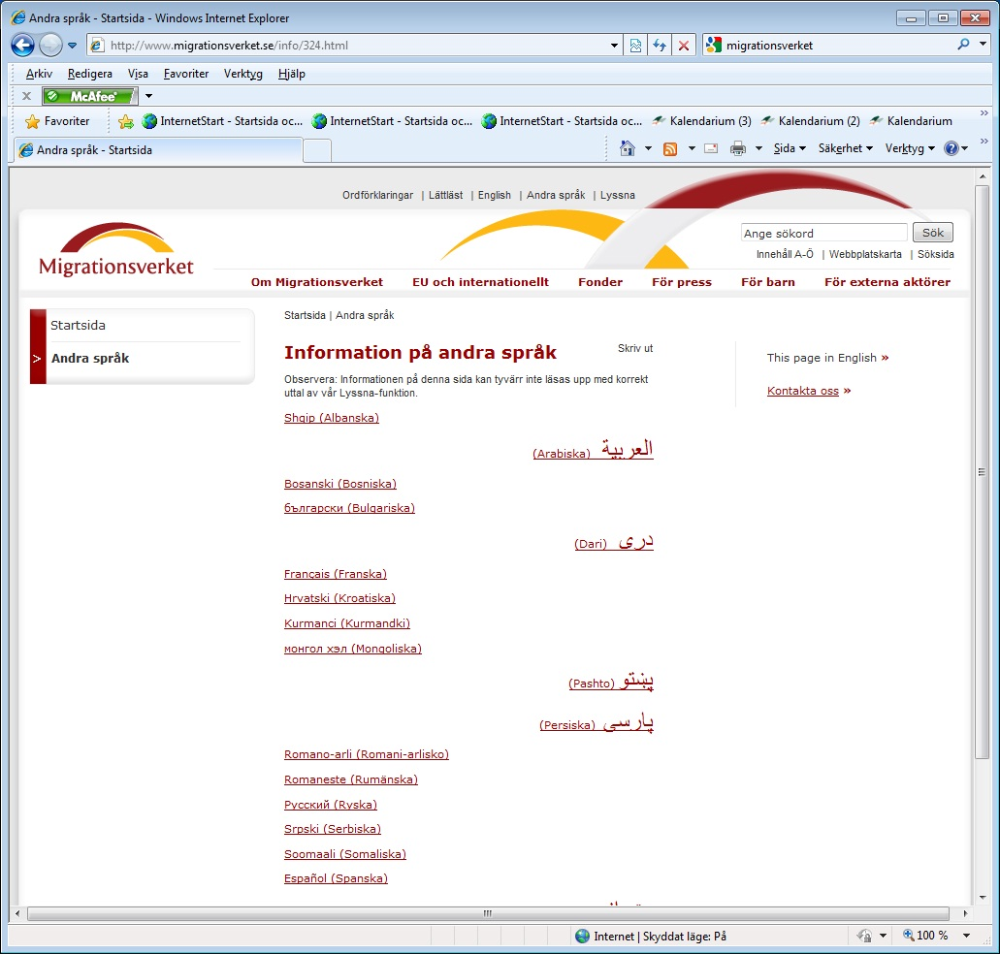 Andra språk - Startsida - Windows Internet Explorer
http://www.migrationsverket.se/info/324.html
migrationsverket
Arkiv Redigera Visa Favoriter Verktyg Hjälp
x McAfee
Favoriter InternetStart - Startsida oc... InternetStart - Startsida oc... InternetStart - Startsida oc... Kalendarium (3) Kalendarium (2) Kalendarium »
Andra språk - Startsida Sida Säkerhet Verktyg »
Ordförklaringar | Lättläst | English | Andra språk | Lyssna
Migrationsverket
Ange sökord Sök
Innehåll A-Ö | Webbplatskarta | Söksida
Om Migrationsverket EU och internationellt Fonder För press För barn För externa aktörer
Startsida
> Andra språk
Startsida | Andra språk
Information på andra språk
Skriv ut
Observera: Informationen på denna sida kan tyvärr inte läsas upp med korrekt
uttal av vår Lyssna-funktion.
Shqip (Albanska)
العربية (Arabiska)
Bosanski (Bosniska)
български (Bulgariska)
دری (Dari)
Français (Franska)
Hrvatski (Kroatiska)
Kurmanci (Kurmandki)
монгол хэл (Mongoliska)
پښتو (Pashto)
پارسی (Persiska)
Romano-arli (Romani-arlisko)
Romaneste (Rumänska)
Русский (Ryska)
Srpski (Serbiska)
Soomaali (Somaliska)
Español (Spanska)
This page in English »
Kontakta oss »
Internet | Skyddat läge: På
100 %